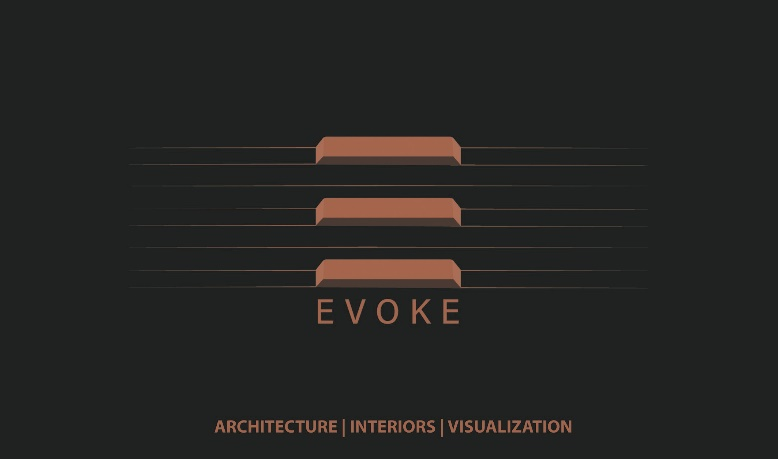 EVOKE
ARCHITECTURE | INTERIORS | VISUALIZATION